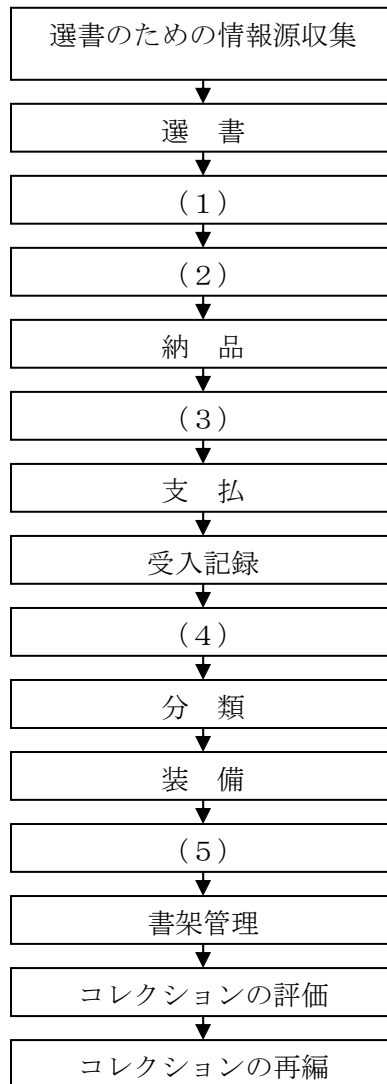 選書のための情報源収集
選　書
（１）
（２）
納　品
（３）
支　払
受入記録
（４）
分　類
装　備
（５）
書架管理
コレクションの評価
コレクションの再編